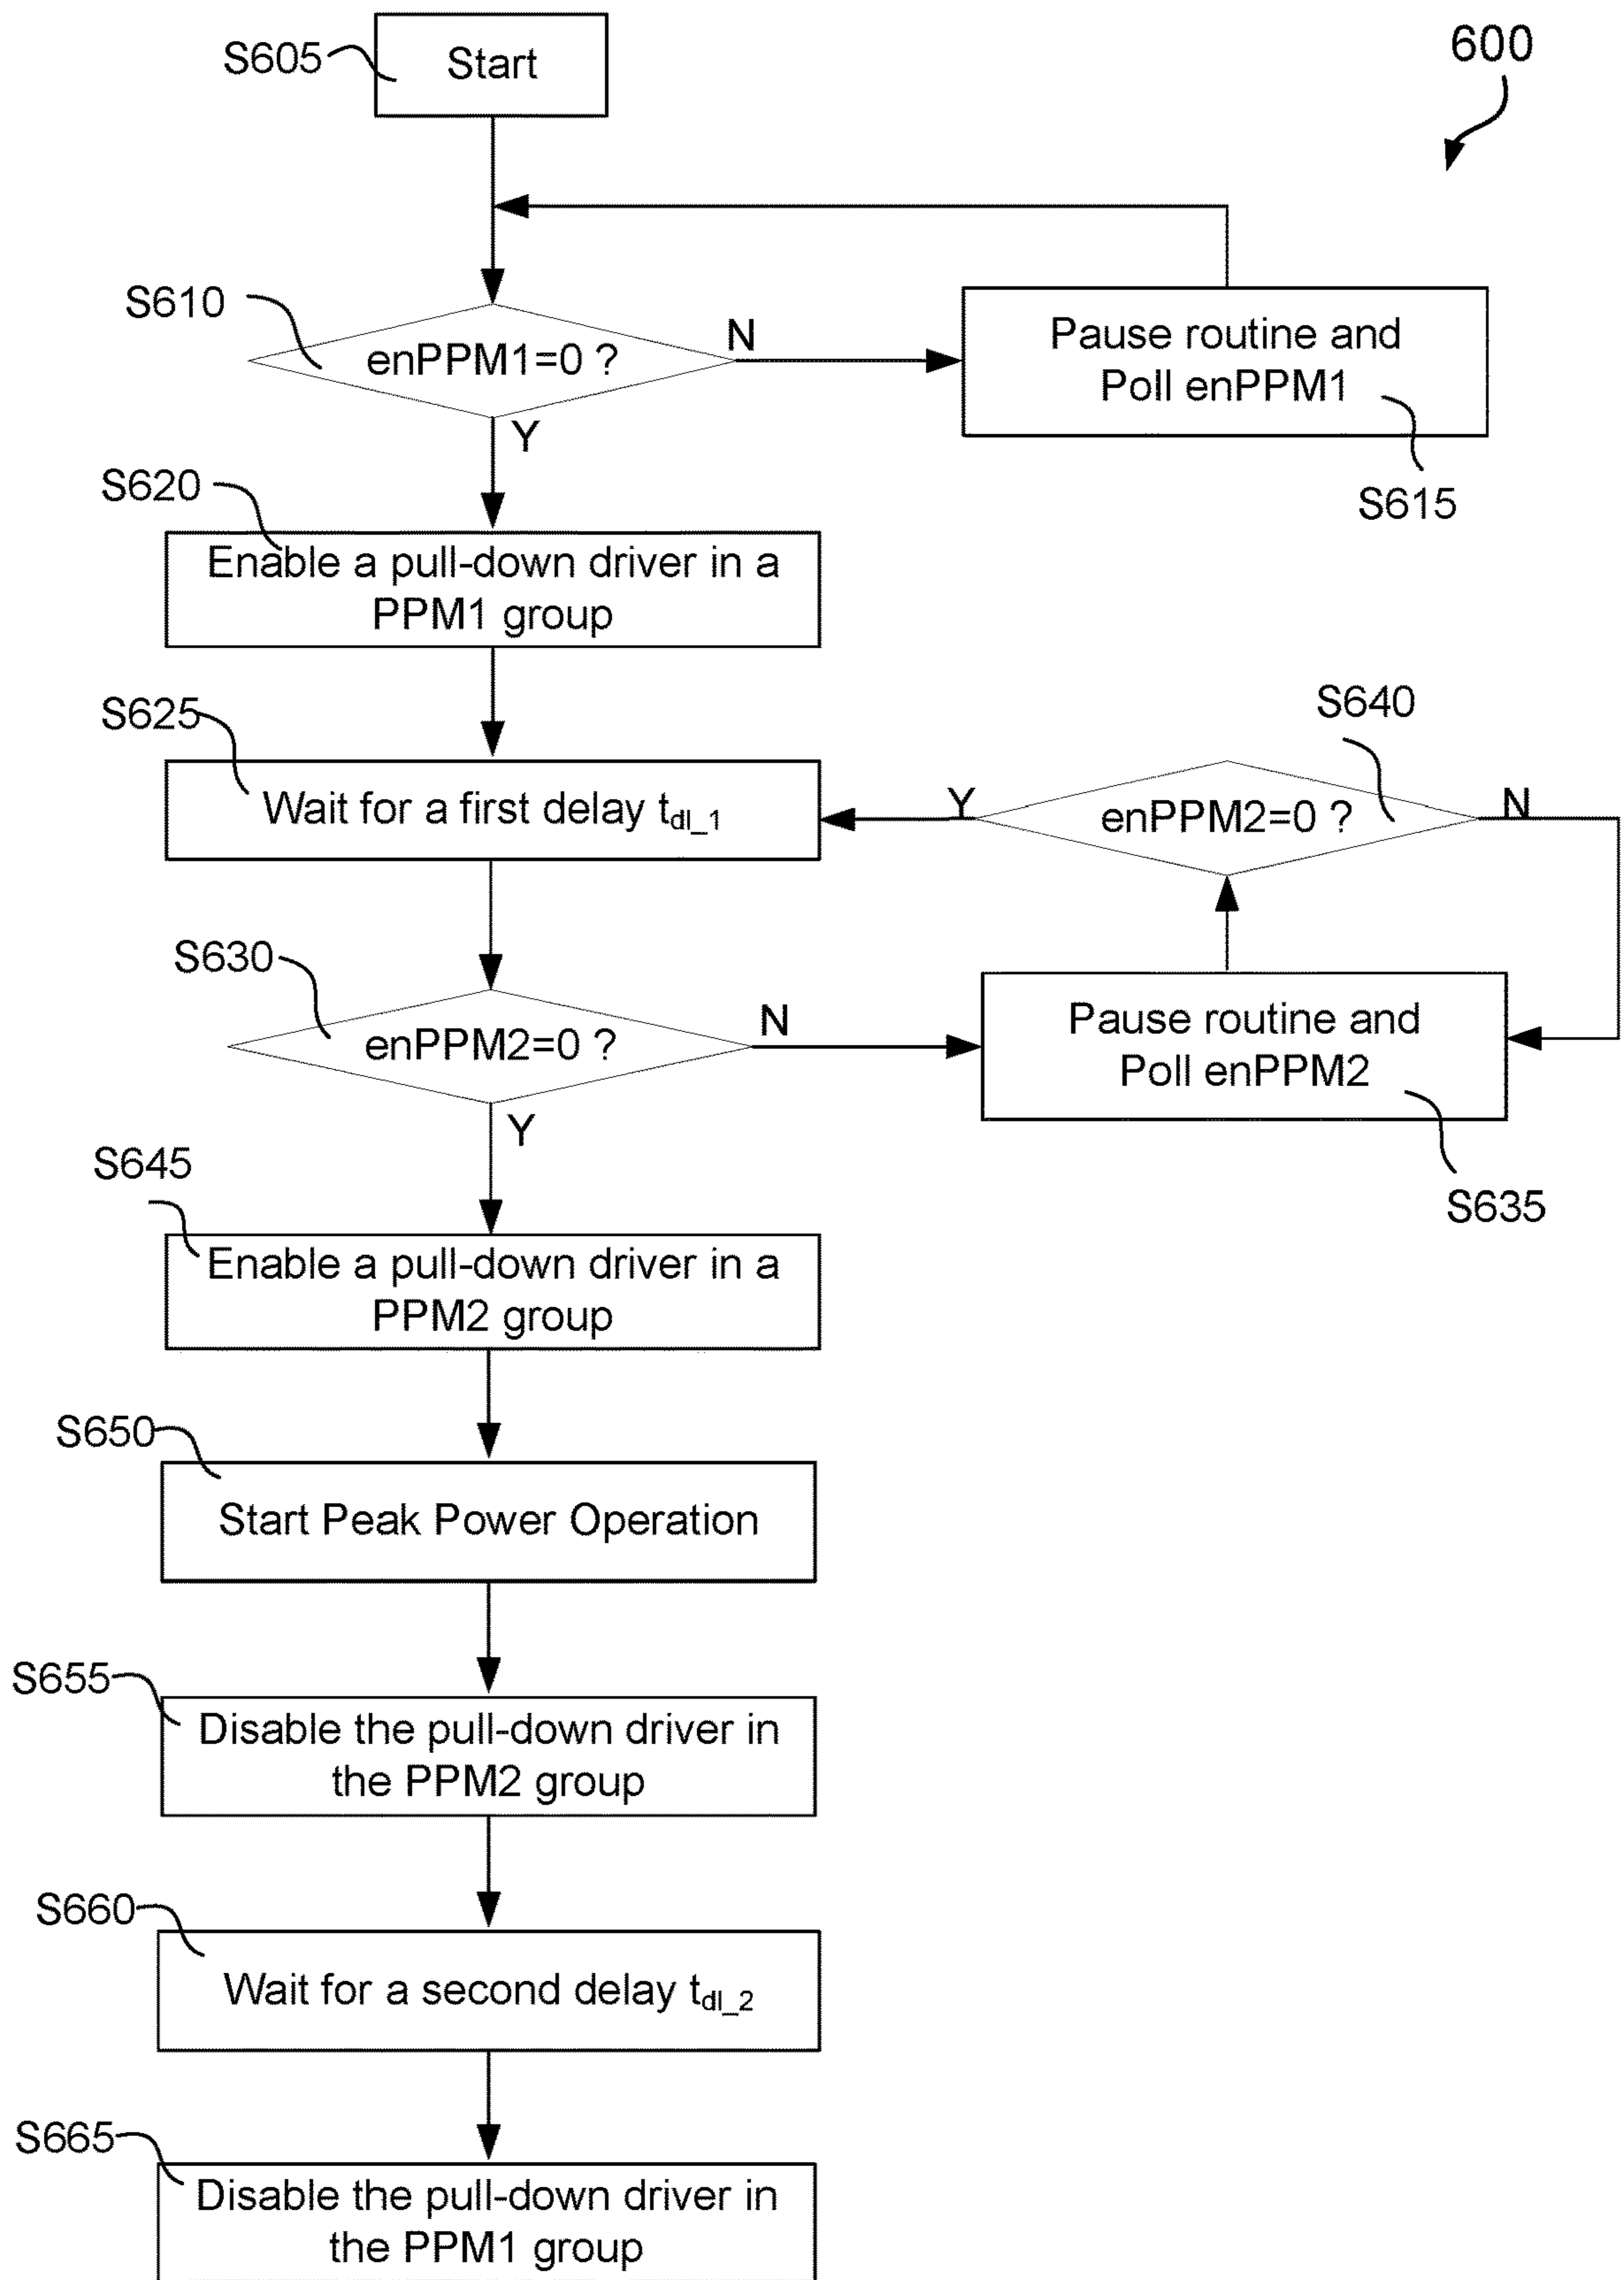 600
S605
Start
S610
enPPM1=0 ?
N
Y
Pause routine and
Poll enPPM1
S615
S620
Enable a pull-down driver in a
PPM1 group
S625
Wait for a first delay tdl_1
S640
enPPM2=0 ?
Y
N
S630
enPPM2=0 ?
N
Y
Pause routine and
Poll enPPM2
S635
S645
Enable a pull-down driver in a
PPM2 group
S650
Start Peak Power Operation
S655
Disable the pull-down driver in
the PPM2 group
S660
Wait for a second delay tdl_2
S665
Disable the pull-down driver in
the PPM1 group